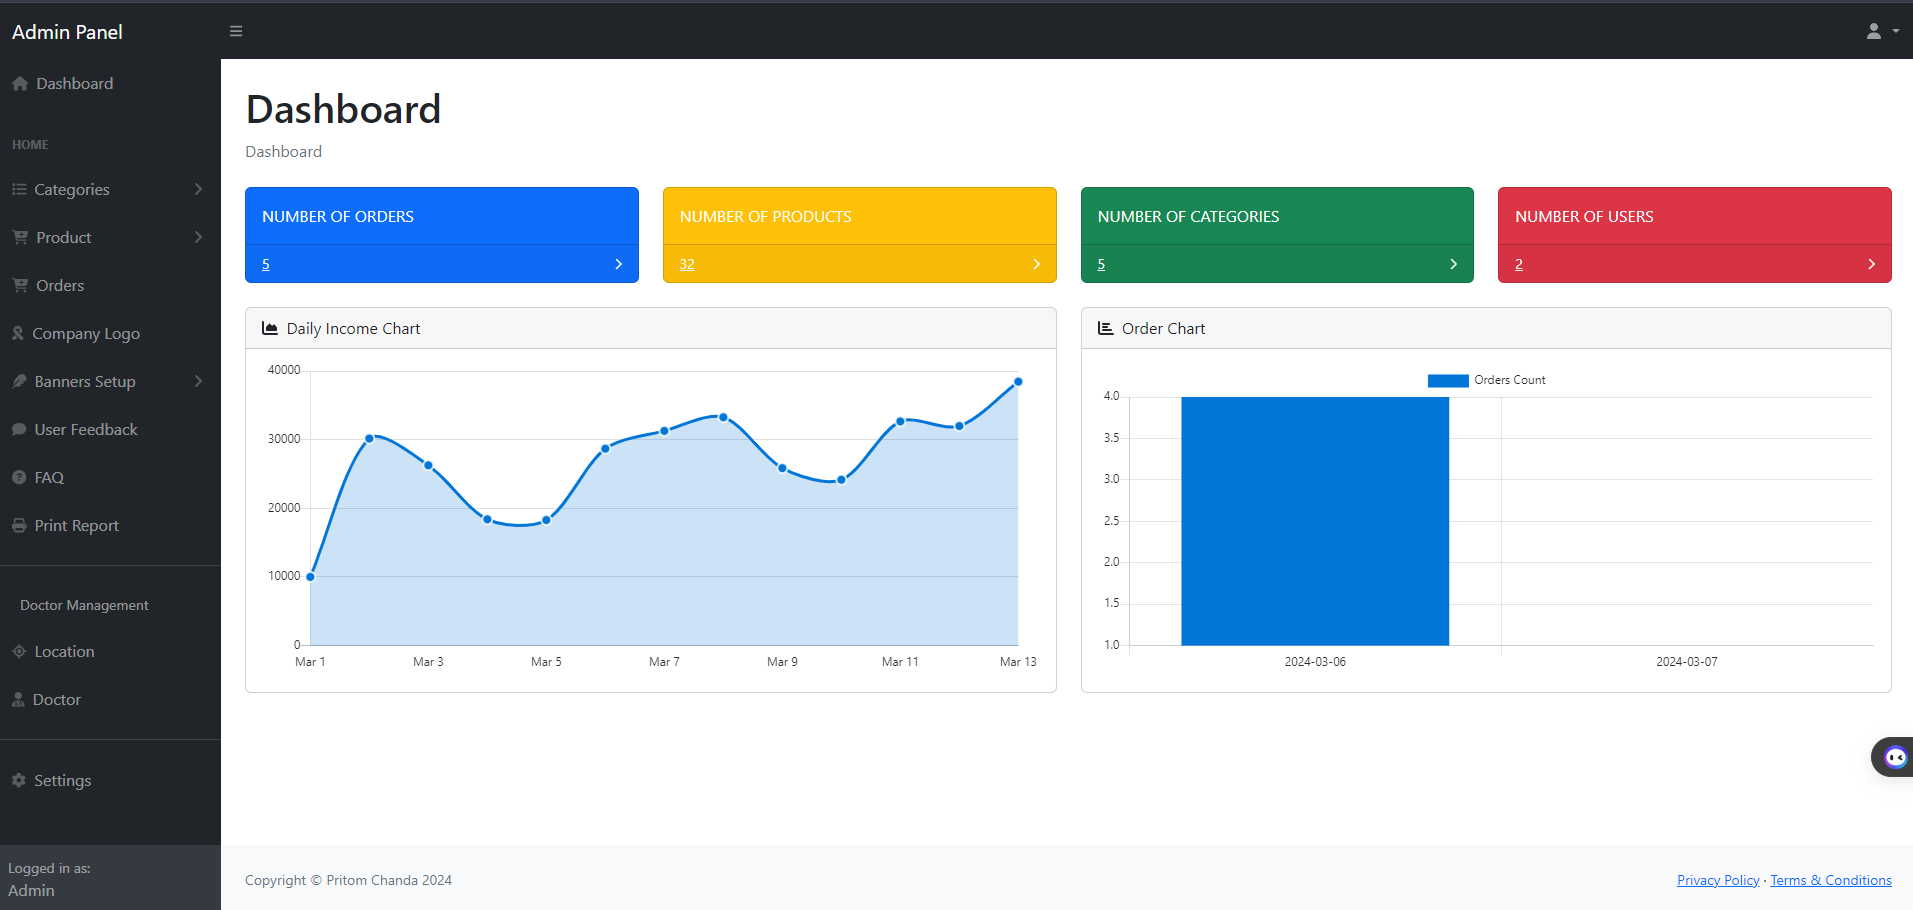 Admin Panel
Dashboard
HOME
Categories
Product
Orders
Company Logo
Banners Setup
User Feedback
FAQ
Print Report
Doctor Management
Location
Doctor
Settings
Logged in as:
Admin
Dashboard
Dashboard
NUMBER OF ORDERS
5
NUMBER OF PRODUCTS
32
NUMBER OF CATEGORIES
5
NUMBER OF USERS
2
Daily Income Chart
40000
30000
20000
10000
0
Mar 1 Mar 3 Mar 5 Mar 7 Mar 9 Mar 11 Mar 13
Order Chart
Orders Count
4.0
3.5
3.0
2.5
2.0
1.5
1.0
2024-03-06 2024-03-07
Copyright © Pritom Chanda 2024
Privacy Policy · Terms & Conditions